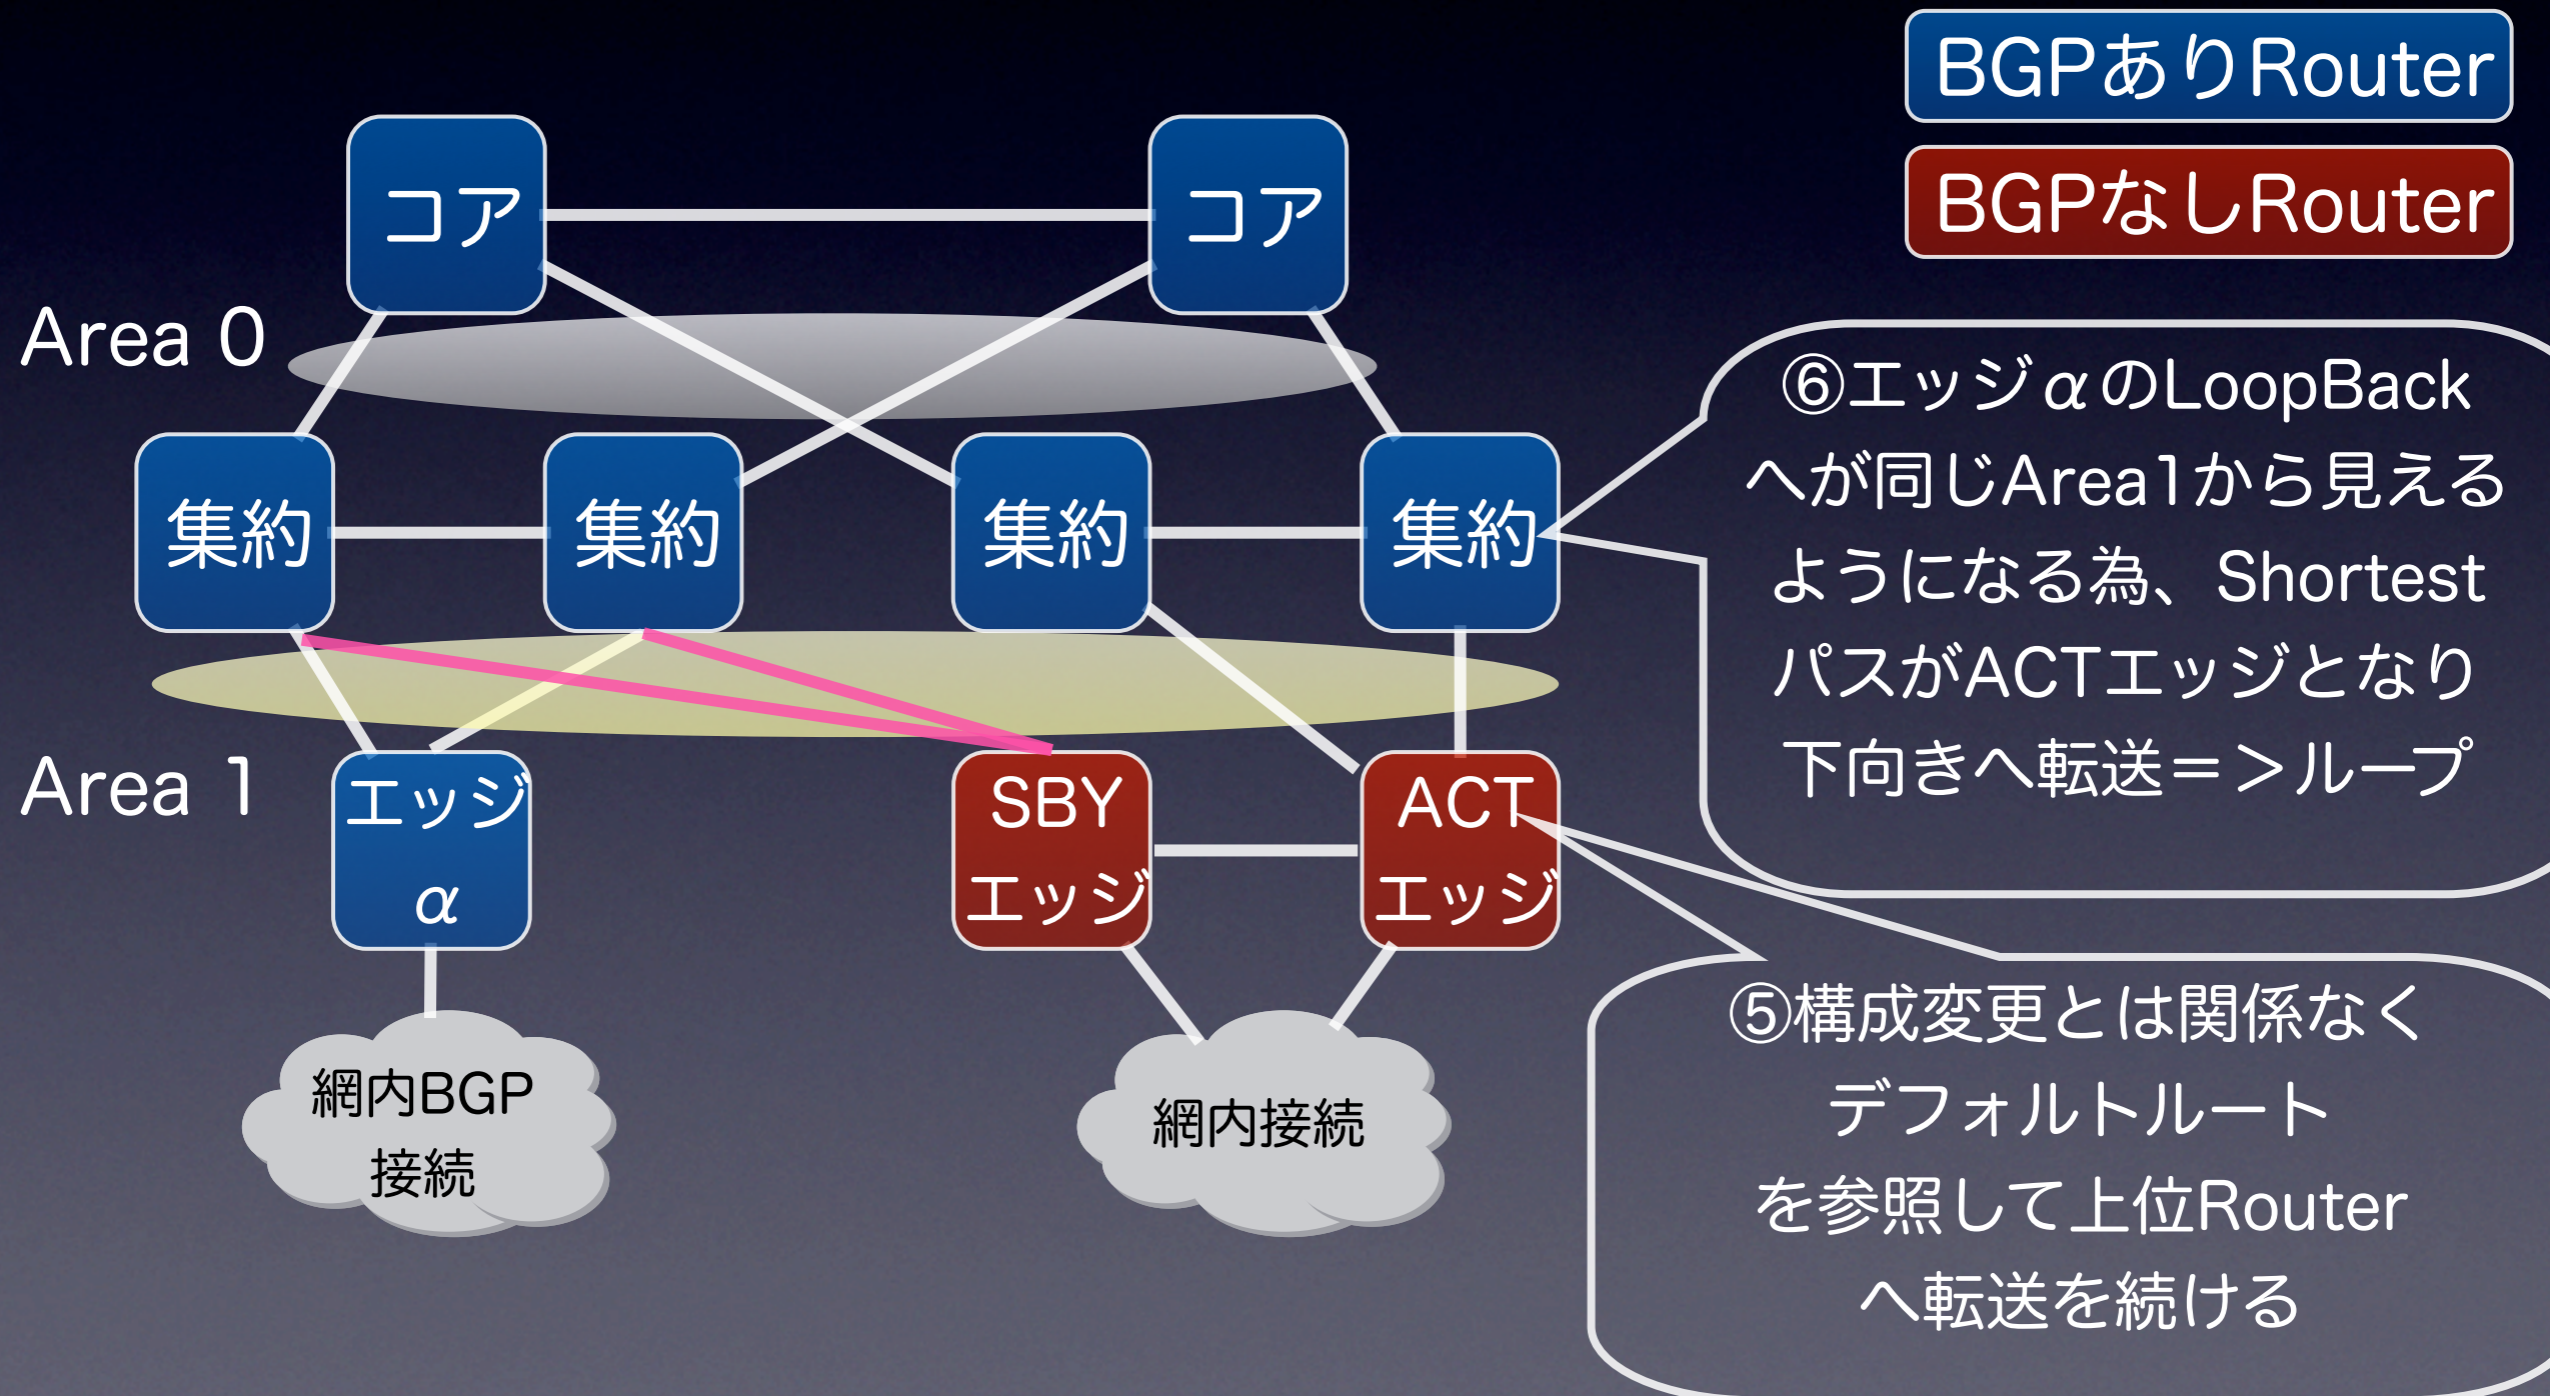 BGPありRouter
BGPなしRouter
コア
コア
Area 0
集約
集約
集約
集約
⑥エッジαのLoopBack
へが同じArea1から見える
ようになる為、Shortest
パスがACTエッジとなり
下向きへ転送=>ループ
Area 1
エッジ
α
SBY
エッジ
ACT
エッジ
⑤構成変更とは関係なく
デフォルトルート
を参照して上位Router
へ転送を続ける
網内BGP
接続
網内接続